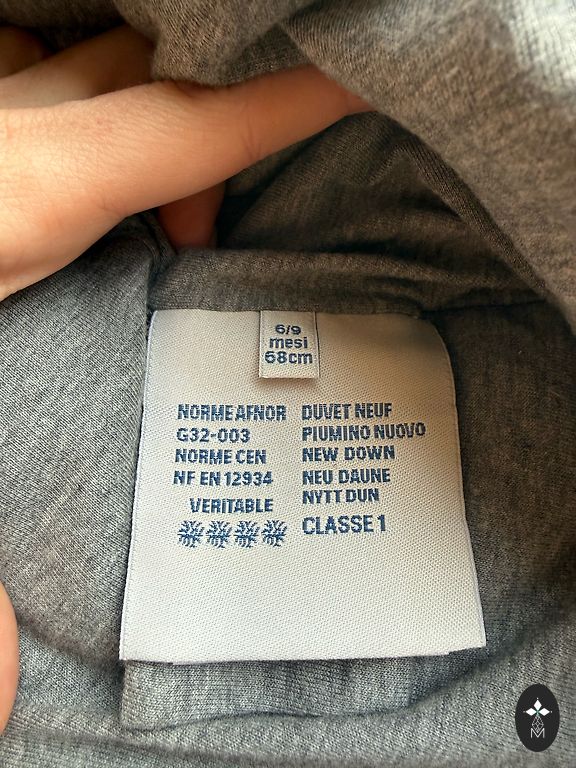 6/9
mesi
68cm
NORME AFNOR
G32-003
NORME CEN
NF EN 12934
VERITABLE
DUVET NEUF
PIUMINO NUOVO
NEW DOWN
NEU DAUNE
NYTT DUN
CLASSE 1
M